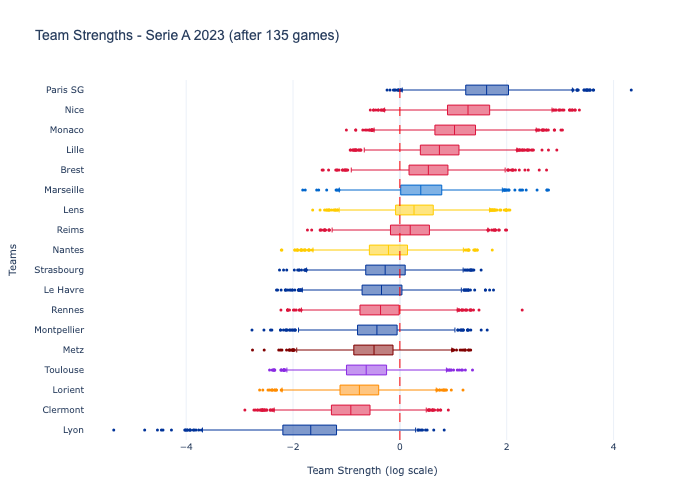 Team Strengths - Serie A 2023 (after 135 games)
Paris SG
Nice
Monaco
Lille
Brest
Marseille
Lens
Reims
Nantes
Strasbourg
Le Havre
Rennes
Montpellier
Metz
Toulouse
Lorient
Clermont
Lyon
Teams
−4
−2
0
2
4
Team Strength (log scale)